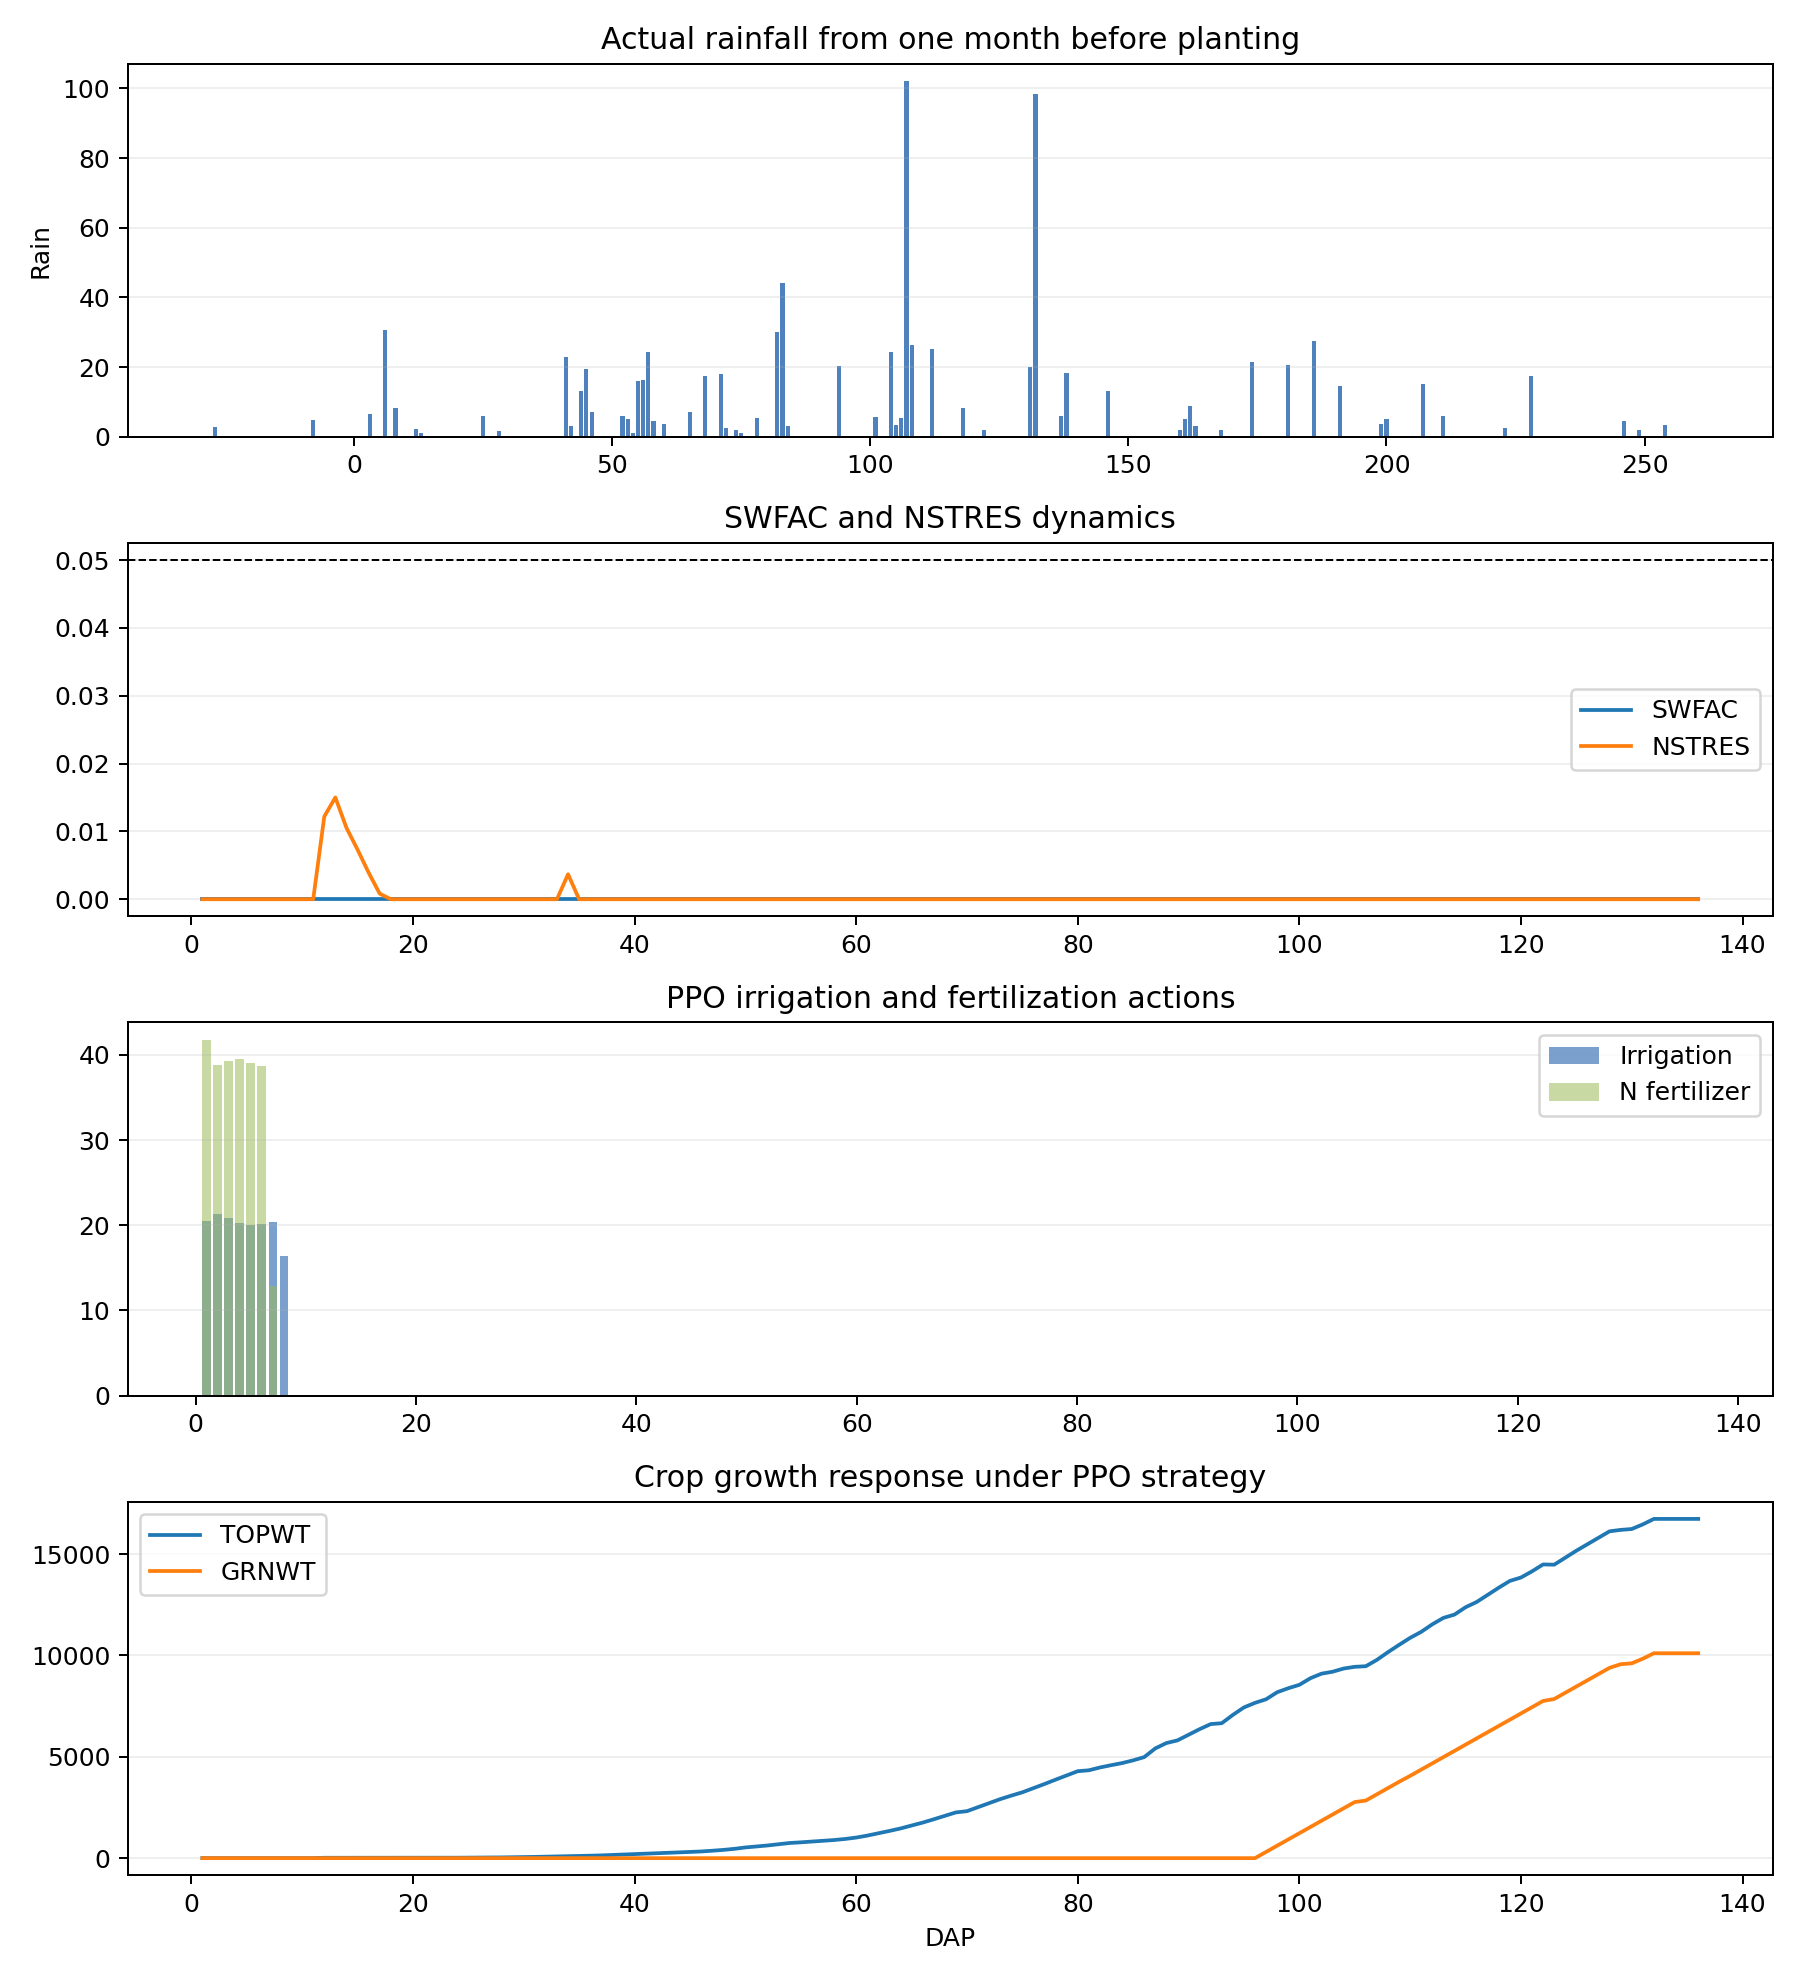 Actual rainfall from one month before planting
100
80
60
40
20
0
Rain
0 50 100 150 200 250
SWFAC and NSTRES dynamics
0.05
0.04
0.03
0.02
0.01
0.00
SWFAC
NSTRES
0 20 40 60 80 100 120 140
PPO irrigation and fertilization actions
40
30
20
10
0
Irrigation
N fertilizer
0 20 40 60 80 100 120 140
Crop growth response under PPO strategy
TOPWT
GRNWT
15000
10000
5000
0
0 20 40 60 80 100 120 140
DAP